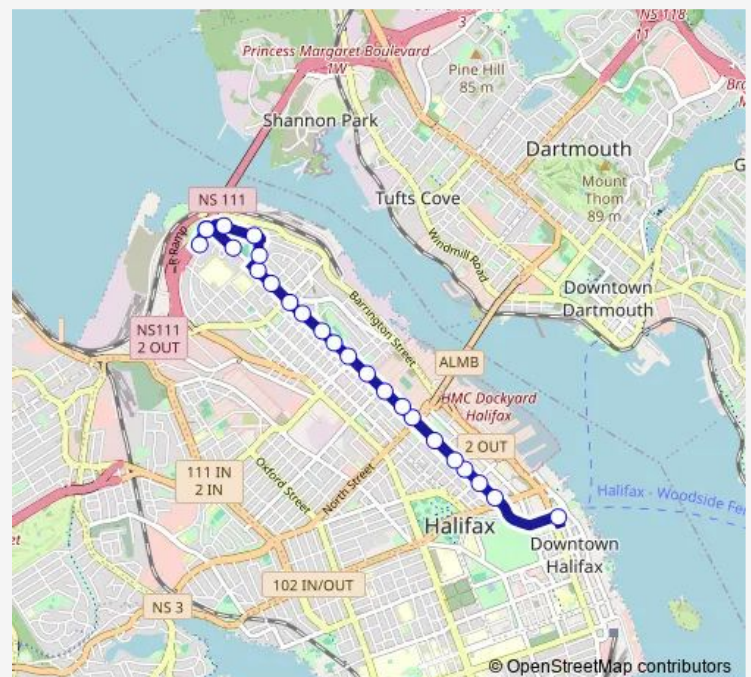 NS 118
3
11
Princess Margaret Boulevard
1W
Pine Hill
85 m
Shannon Park
Dartmouth
Mount
Thom
89 m
NS 111
Tufts Cove
R Ramp
Windmill Road
Downtown
Dartmouth
Barrington Street
NS111
2 OUT
ALMB
HMC Dockyard
Halifax
2 OUT
111 IN
2 IN
Oxford Street
North Street
Halifax - Woodside Fe
Halifax
Downtown
Halifax
102 IN/OUT
NS 3
© OpenStreetMap contributors